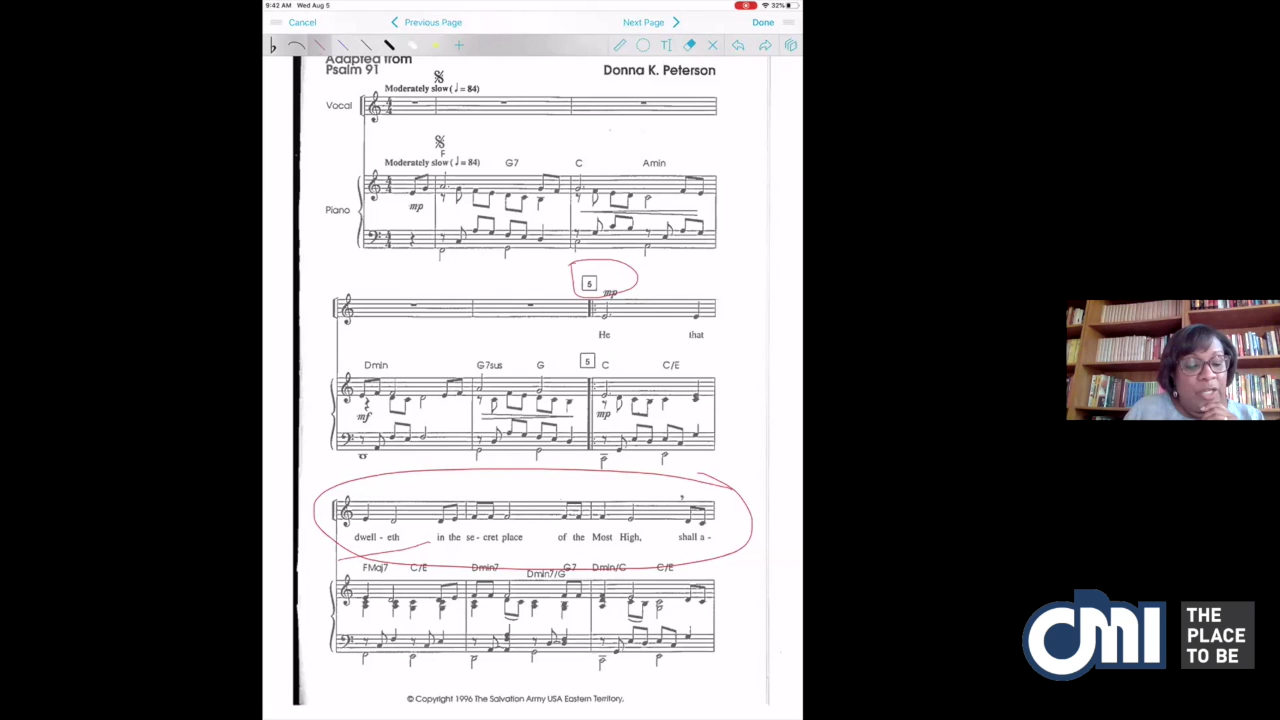 9:42 AM Wed Aug 5
32%
Cancel
Previous Page
Next Page
Done
Adapted from
Psalm 91
Donna K. Peterson
Moderately slow ( ♩ = 84)
Vocal
F
Moderately slow ( ♩ = 84)
G7
C
Amin
mp
Piano
5
mp
He that
Dmin
G7sus
G
5
C
C/E
mf
mp
dwell - eth in the se - cret place of the Most High, shall a -
FMaj7
C/E
Dmin7
Dmin7/G
G7
Dmin/C
C/E
© Copyright 1996 The Salvation Army USA Eastern Territory.
cmi
THE
PLACE
TO BE